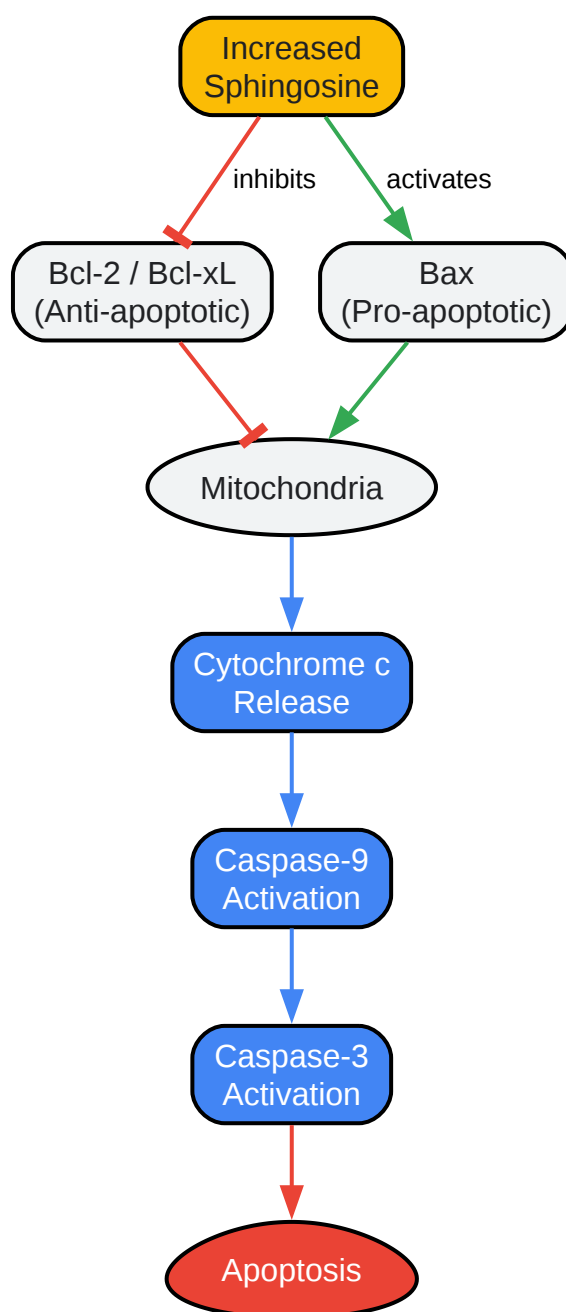 Increased
Sphingosine
inhibits
activates
Bcl-2 / Bcl-xL
(Anti-apoptotic)
Bax
(Pro-apoptotic)
Mitochondria
Cytochrome c
Release
Caspase-9
Activation
Caspase-3
Activation
Apoptosis